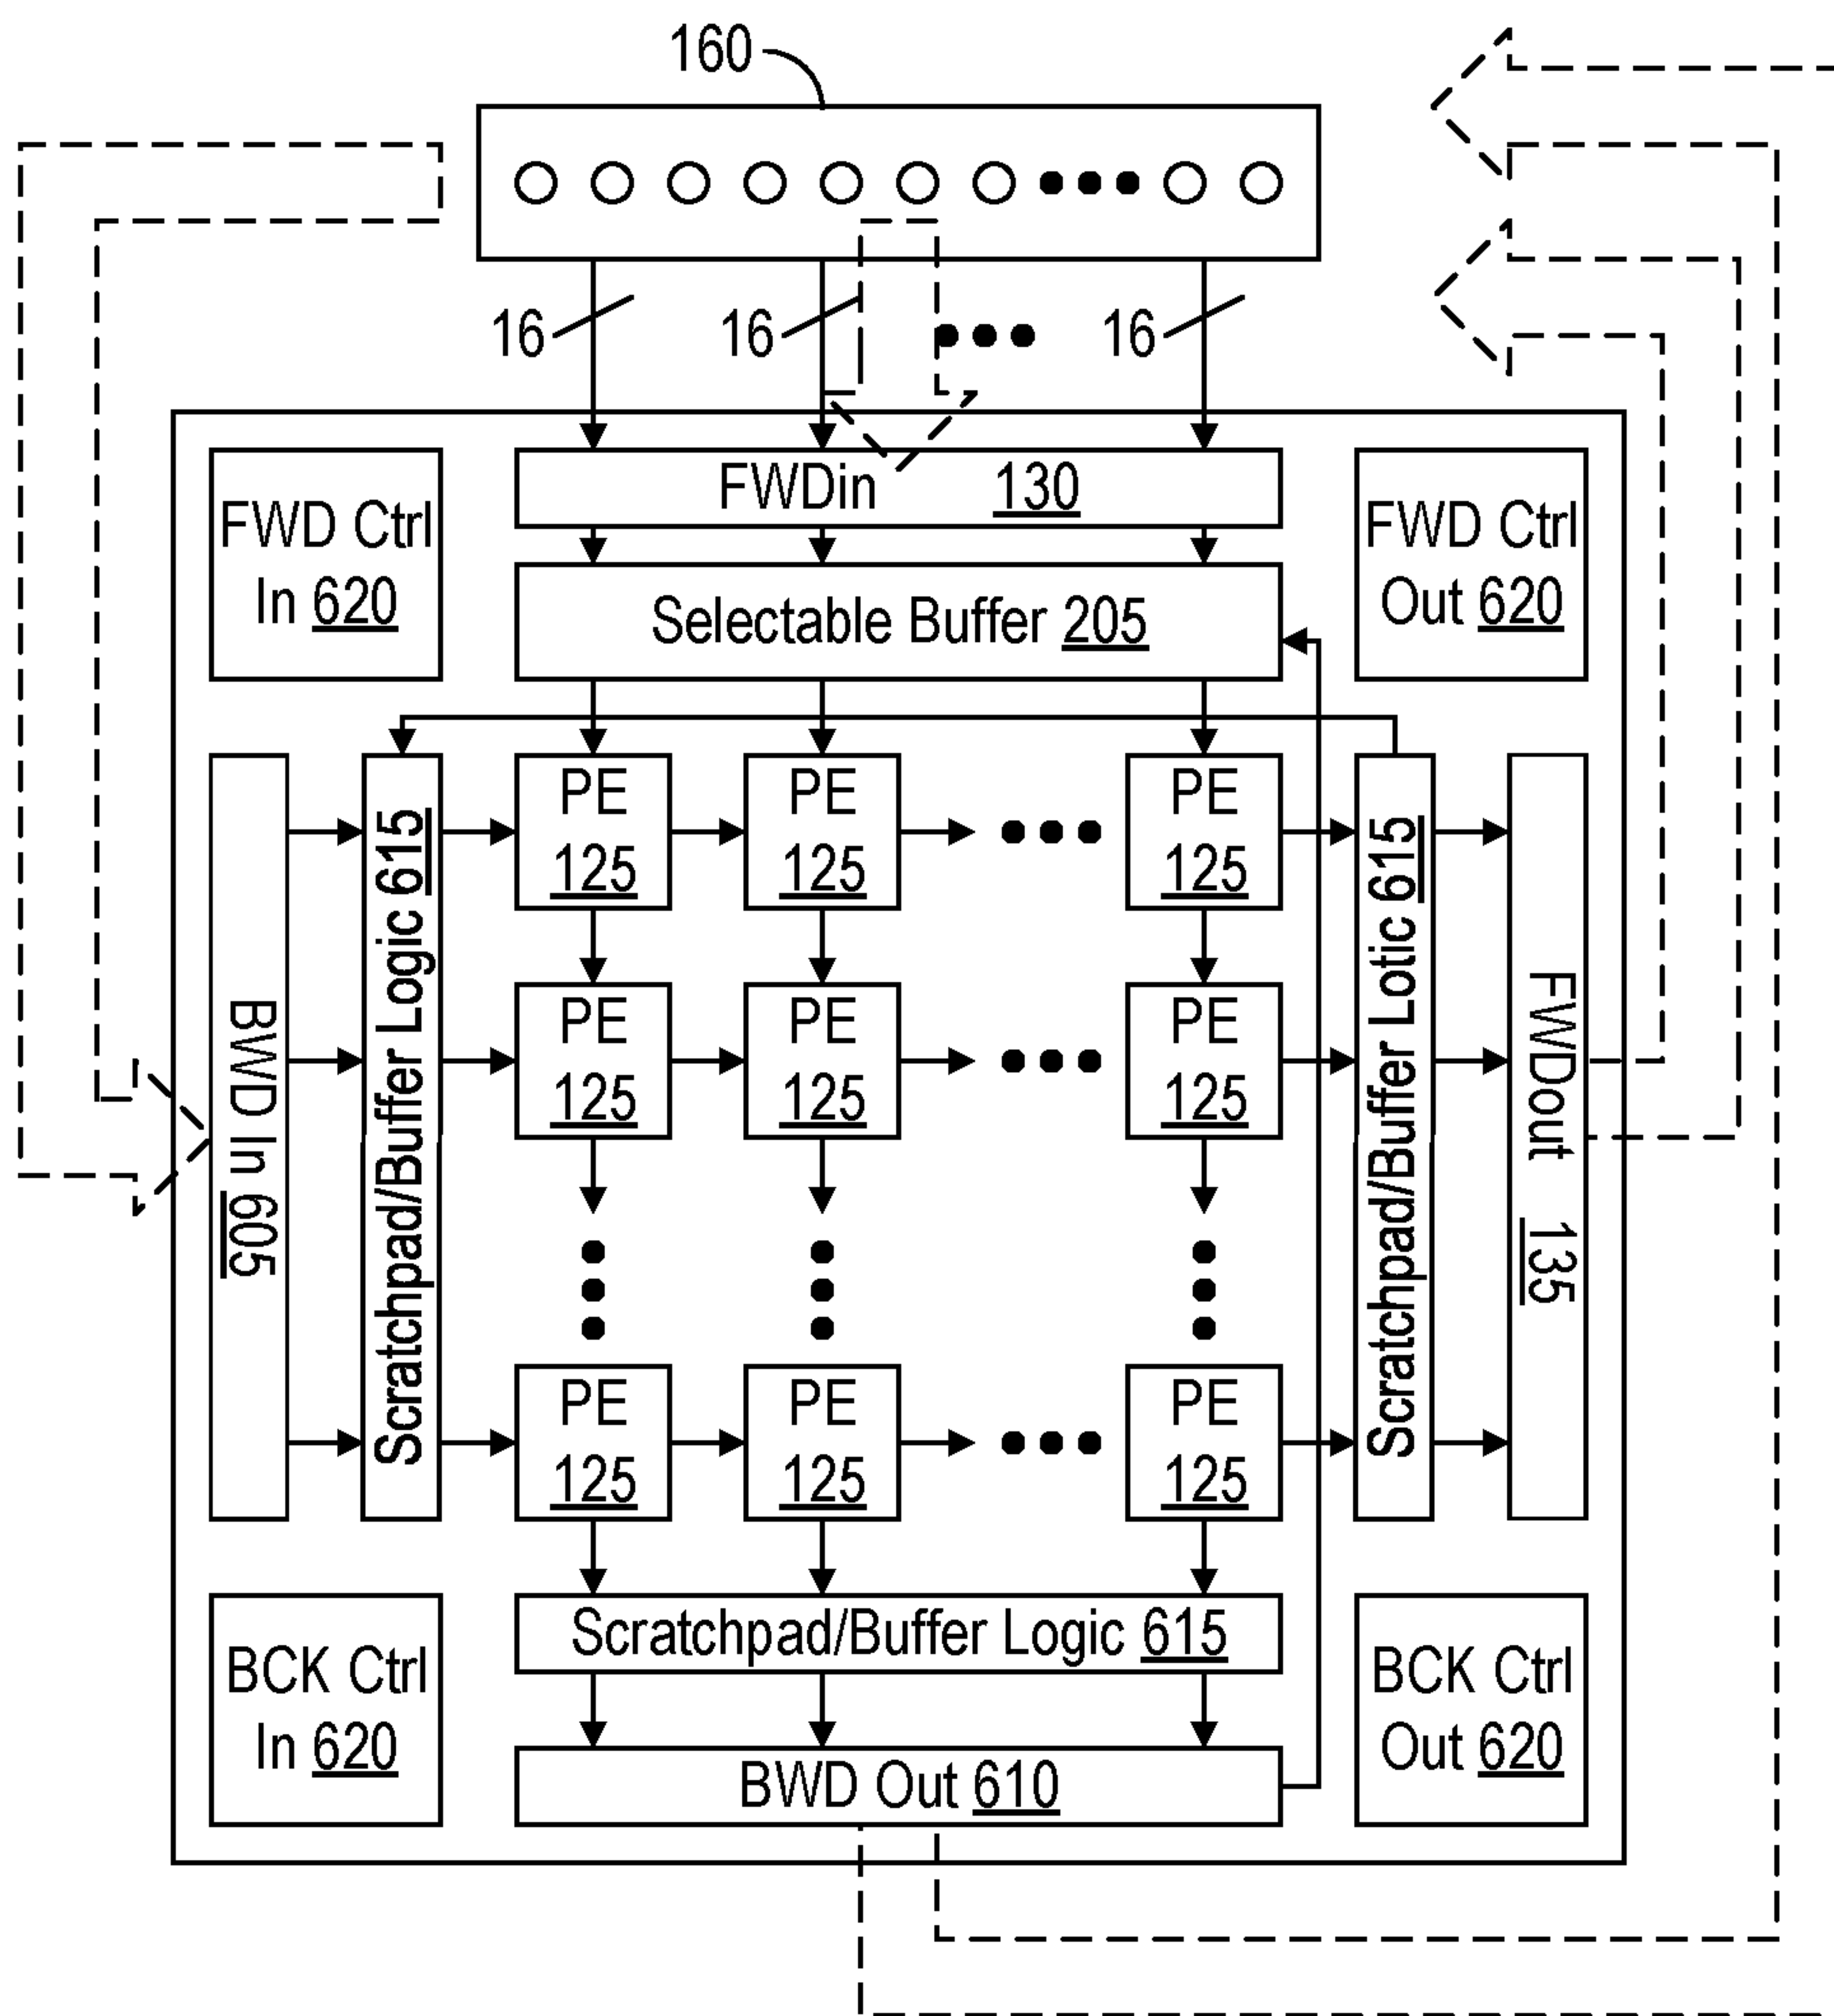 160
16
16
16
FWDin 130
FWD Ctrl
In 620
FWD Ctrl
Out 620
Selectable Buffer 205
BWD In 605
Scratchpad/Buffer Logic 615
PE
125
PE
125
PE
125
Scratchpad/Buffer Lotic 615
FWDout 135
PE
125
PE
125
PE
125
PE
125
PE
125
PE
125
Scratchpad/Buffer Logic 615
BCK Ctrl
In 620
BCK Ctrl
Out 620
BWD Out 610